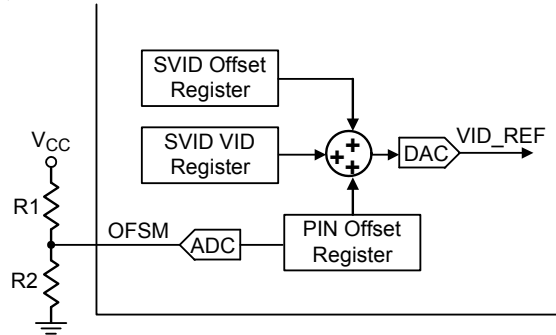 SVID Offset
Register
SVID VID
Register
+
+
+
DAC
VID_REF
VCC
R1
OFSM
ADC
PIN Offset
Register
R2